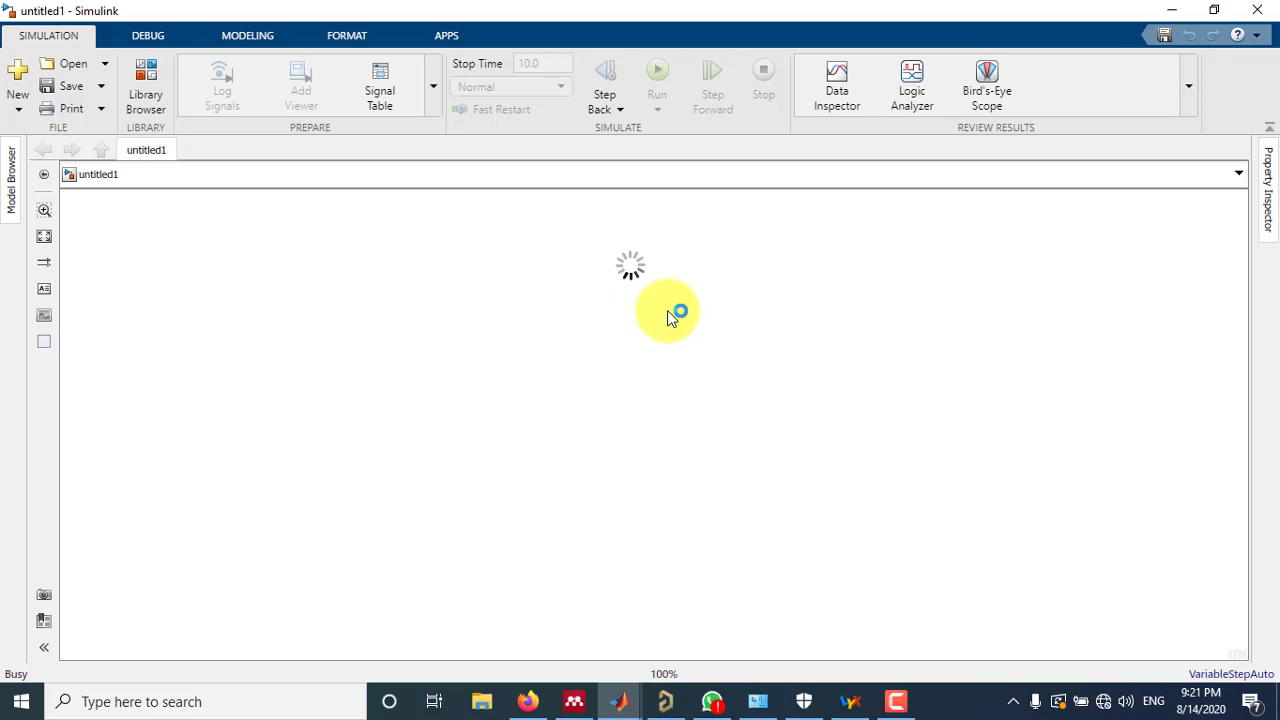 untitled1 - Simulink
SIMULATION DEBUG MODELING FORMAT APPS
New
Open
Save
Print
FILE
Library Browser
LIBRARY
Log Signals
Add Viewer
Signal Table
PREPARE
Stop Time 10.0
Normal
Fast Restart
Step Back
Run
Step Forward
Stop
SIMULATE
Data Inspector
Logic Analyzer
Bird's-Eye Scope
REVIEW RESULTS
Model Browser
untitled1
untitled1
Property Inspector
Busy 100% VariableStepAuto
Type here to search
ENG
9:21 PM
8/14/2020
7